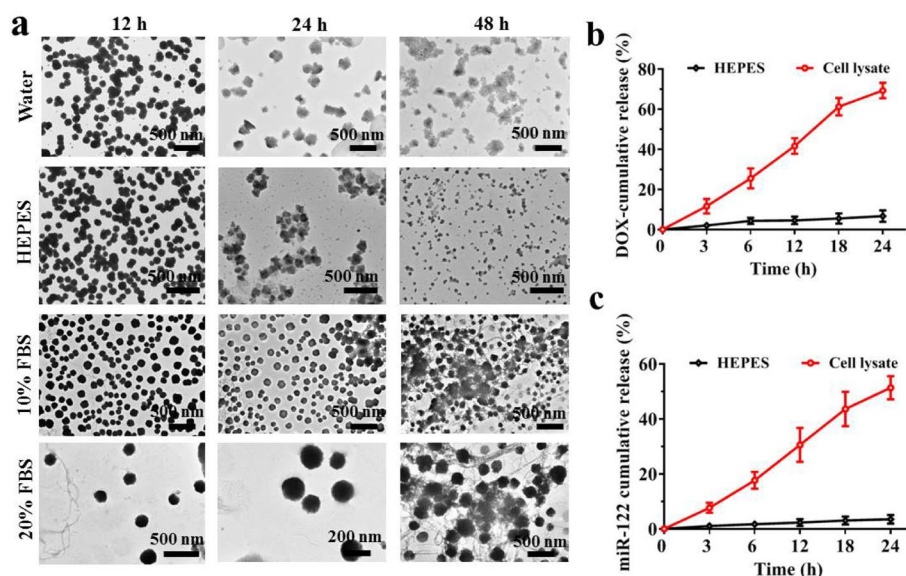 a
12 h 24 h 48 h
Water
500 nm 500 nm 500 nm
HEPES
500 nm 500 nm 500 nm
10% FBS
500 nm 500 nm
20% FBS
500 nm 200 nm 500 nm
b
DOX-cumulative release (%)
HEPES Cell lysate
80
60
40
20
0
0 3 6 12 18 24
Time (h)
c
miR-122 cumulative release (%)
HEPES Cell lysate
60
40
20
0
0 3 6 12 18 24
Time (h)